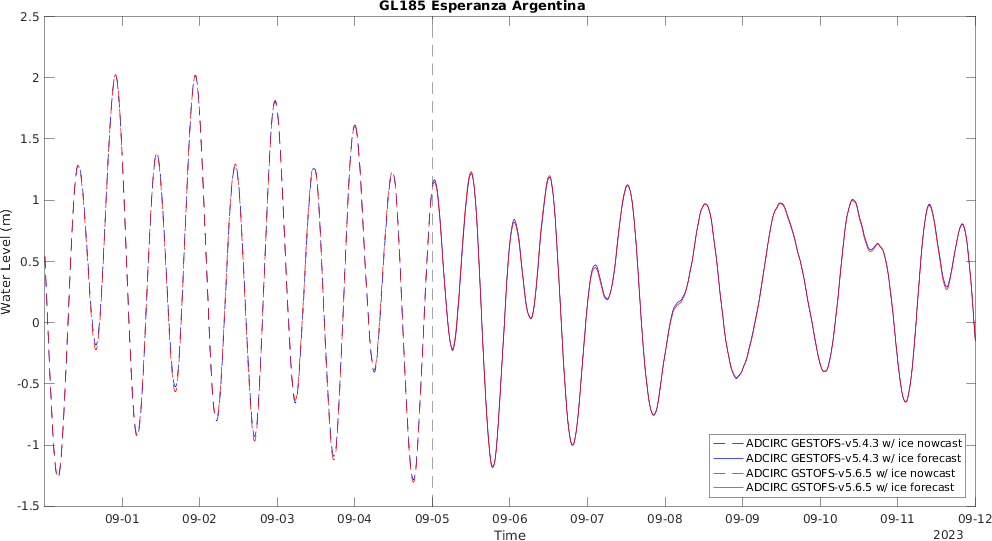 GL185 Esperanza Argentina
2.5
2
1.5
1
0.5
0
-0.5
-1
-1.5
Water Level (m)
ADCIRC GESTOFS-v5.4.3 w/ ice nowcast
ADCIRC GESTOFS-v5.4.3 w/ ice forecast
ADCIRC GSTOFS-v5.6.5 w/ ice nowcast
ADCIRC GSTOFS-v5.6.5 w/ ice forecast
09-01 09-02 09-03 09-04 09-05 09-06 09-07 09-08 09-09 09-10 09-11 09-12
Time
2023